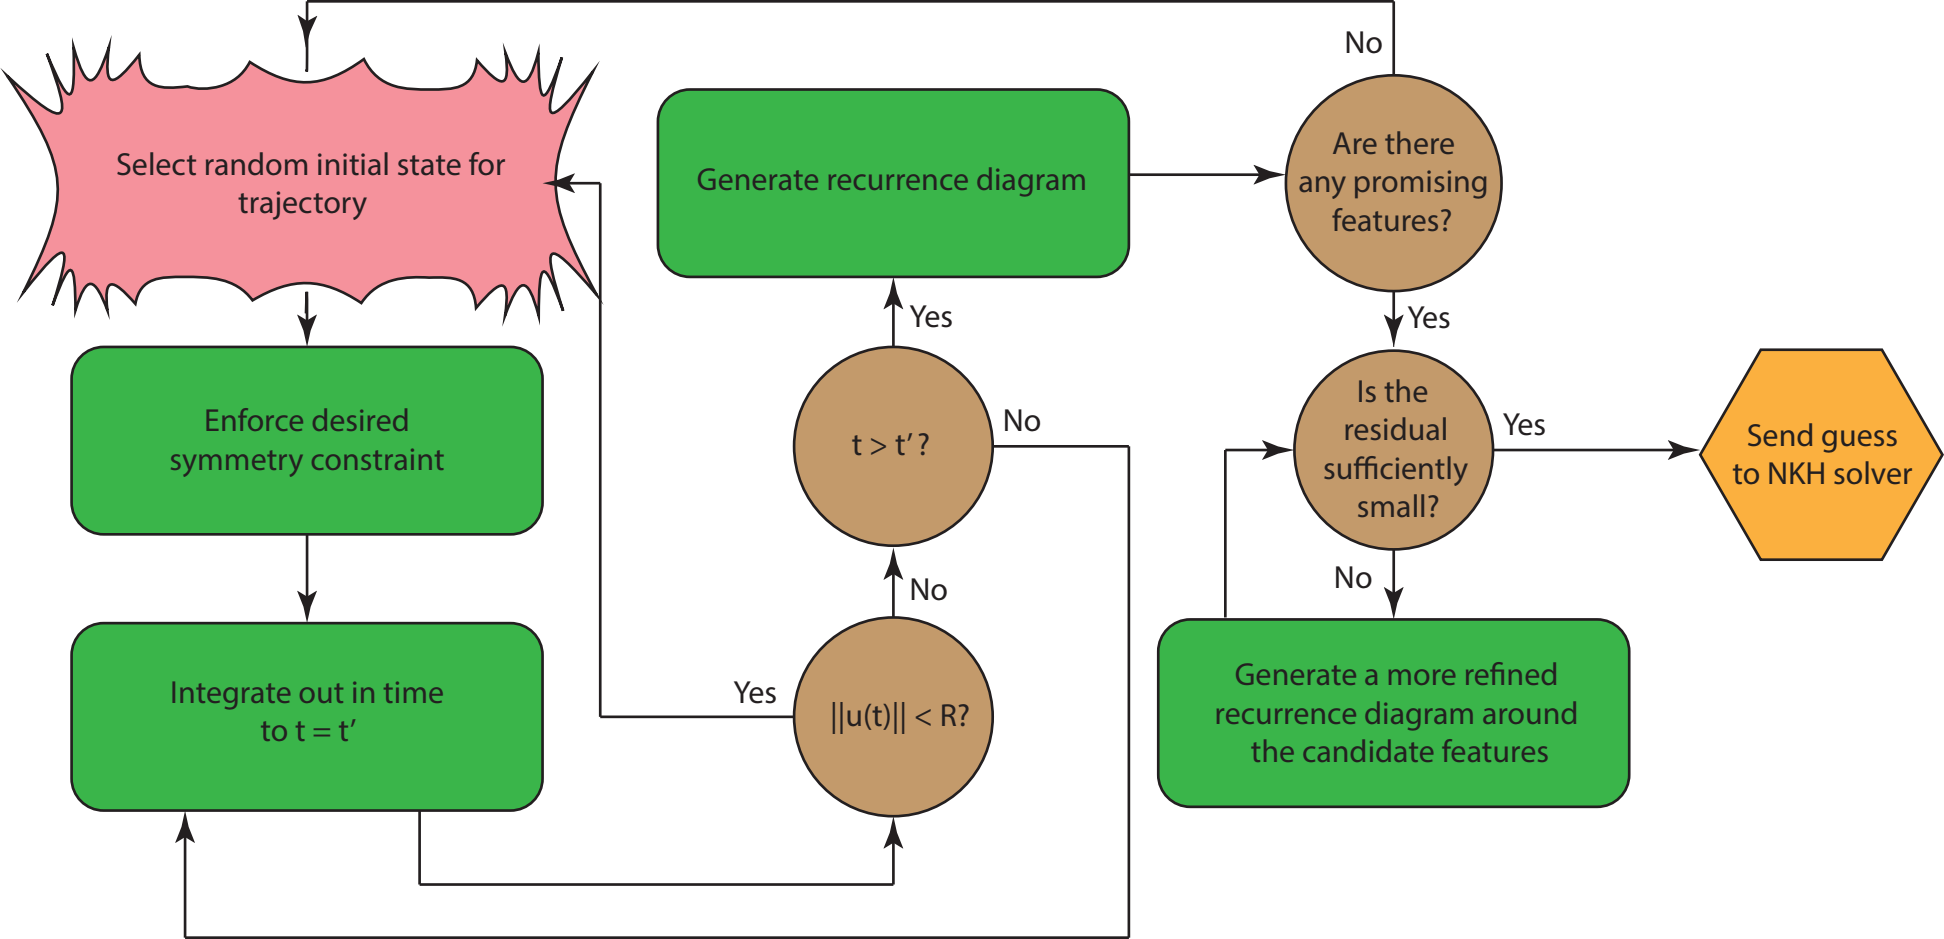 No
Select random initial state for
trajectory
Generate recurrence diagram
Are there
any promising
features?
Yes
Yes
Enforce desired
symmetry constraint
t > t′ ?
No
Is the
residual
sufficiently
small?
Yes
Send guess
to NKH solver
No
No
Integrate out in time
to t = t′
Yes
||u(t)|| < R?
Generate a more refined
recurrence diagram around
the candidate features